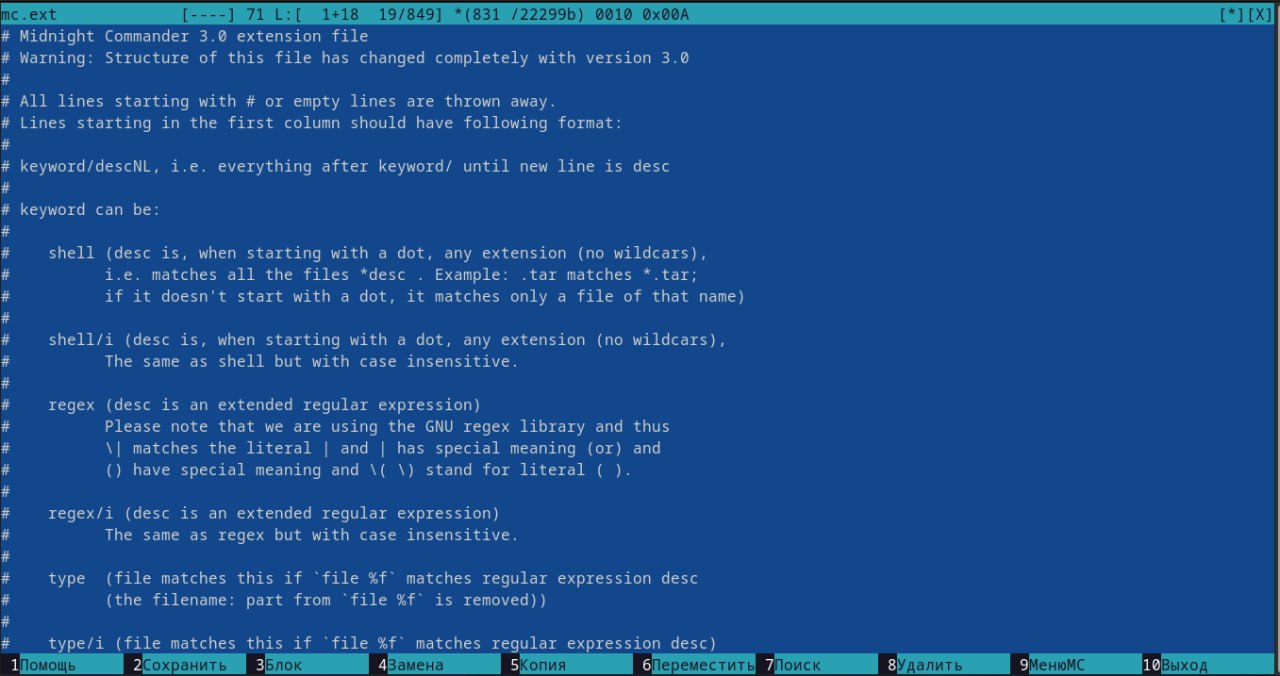 mc.ext             [----] 71 L:[  1+18  19/849] *(831 /22299b) 0010 0x00A     [*][X]
# Midnight Commander 3.0 extension file
# Warning: Structure of this file has changed completely with version 3.0
#
# All lines starting with # or empty lines are thrown away.
# Lines starting in the first column should have following format:
#
# keyword/descNL, i.e. everything after keyword/ until new line is desc
#
# keyword can be:
#
#    shell (desc is, when starting with a dot, any extension (no wildcars),
#          i.e. matches all the files *desc . Example: .tar matches *.tar;
#          if it doesn't start with a dot, it matches only a file of that name)
#
#    shell/i (desc is, when starting with a dot, any extension (no wildcars),
#          The same as shell but with case insensitive.
#
#    regex (desc is an extended regular expression)
#          Please note that we are using the GNU regex library and thus
#          \| matches the literal | and | has special meaning (or) and
#          () have special meaning and \( \) stand for literal ( ).
#
#    regex/i (desc is an extended regular expression)
#          The same as regex but with case insensitive.
#
#    type  (file matches this if `file %f` matches regular expression desc
#          (the filename: part from `file %f` is removed))
#
#    type/i (file matches this if `file %f` matches regular expression desc)
1Помощь 2Сохранить 3Блок 4Замена 5Копия 6Переместить 7Поиск 8Удалить 9МенюMC 10Выход